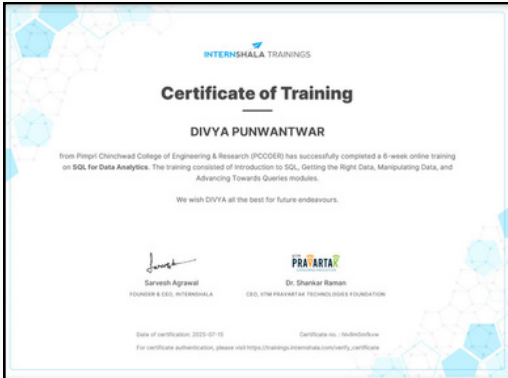 INTERNSHALA TRAININGS
Certificate of Training
DIVYA PUNWANTWAR
from Pimpri Chinchwad College of Engineering & Research (PCCOER) has successfully completed a 6-week online training
on SQL for Data Analytics. The training consisted of Introduction to SQL, Getting the Right Data, Manipulating Data, and
Advancing Towards Queries modules.
We wish DIVYA all the best for future endeavours.
PRAVARTAK
Sarvesh Agrawal
Dr. Shankar Raman
FOUNDER & CEO, INTERNSHALA
CEO, IITM PRAVARTAK TECHNOLOGIES FOUNDATION
Date of certification: 2025-07-15
Certificate no. :
For certificate authentication, please visit https://trainings.internshala.com/verify_certificate